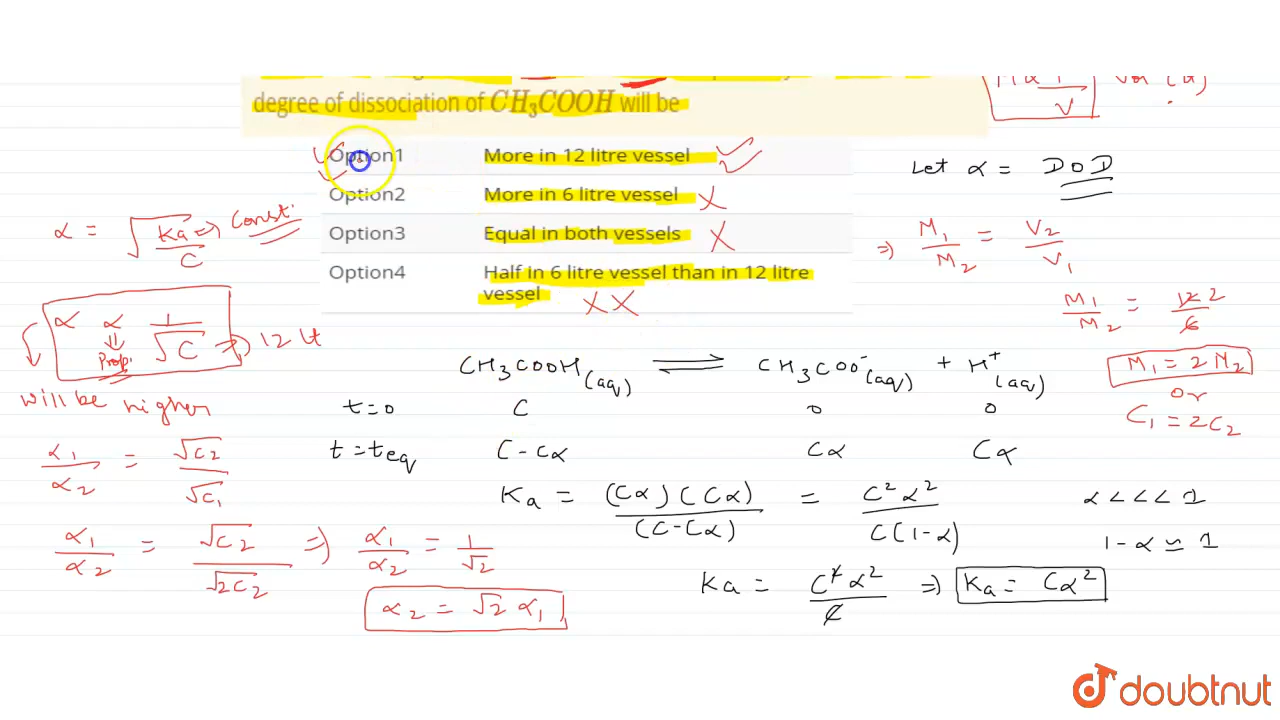 degree of dissociation of CH₃COOH will be
Option1 More in 12 litre vessel
Option2 More in 6 litre vessel
Option3 Equal in both vessels
Option4 Half in 6 litre vessel than in 12 litre
vessel
V
Let α = DOD
⇒ M₁/M₂ = V₂/V₁
M₁/M₂ = 12/6 2
M₁ = 2M₂
or
C₁ = 2C₂
α = √(Ka/C) ⇒ Const.
α ∝ 1/√C ⇒ 12 lt
⇓
Prop.
will be higher
α₁/α₂ = √C₂/√C₁
α₁/α₂ = √C₂/√2C₂ ⇒ α₁/α₂ = 1/√2
α₂ = √2 α₁
CH₃COOH(aq) ⇌ CH₃COO⁻(aq) + H⁺(aq)
t=0 C 0 0
t=teq C-Cα Cα Cα
Ka = (Cα)(Cα)/(C-Cα) = C²α²/C(1-α) α<<<1
1-α ≃ 1
Ka = C²α²/C ⇒ Ka = Cα²
doubtnut